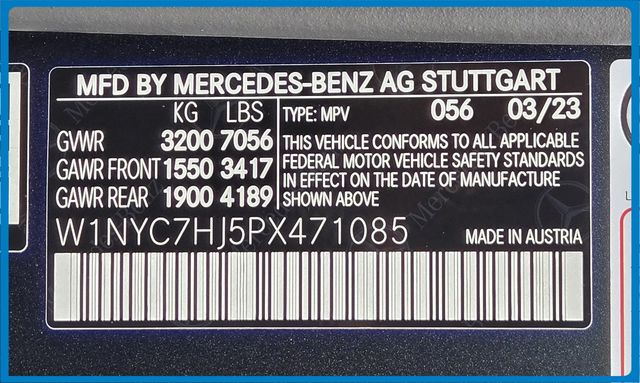 MFD BY MERCEDES-BENZ AG STUTTGART
KG LBS
GVWR 3200 7056
GAWR FRONT 1550 3417
GAWR REAR 1900 4189
TYPE: MPV 056 03/23
THIS VEHICLE CONFORMS TO ALL APPLICABLE
FEDERAL MOTOR VEHICLE SAFETY STANDARDS
IN EFFECT ON THE DATE OF MANUFACTURE
SHOWN ABOVE
W1NYC7HJ5PX471085 MADE IN AUSTRIA